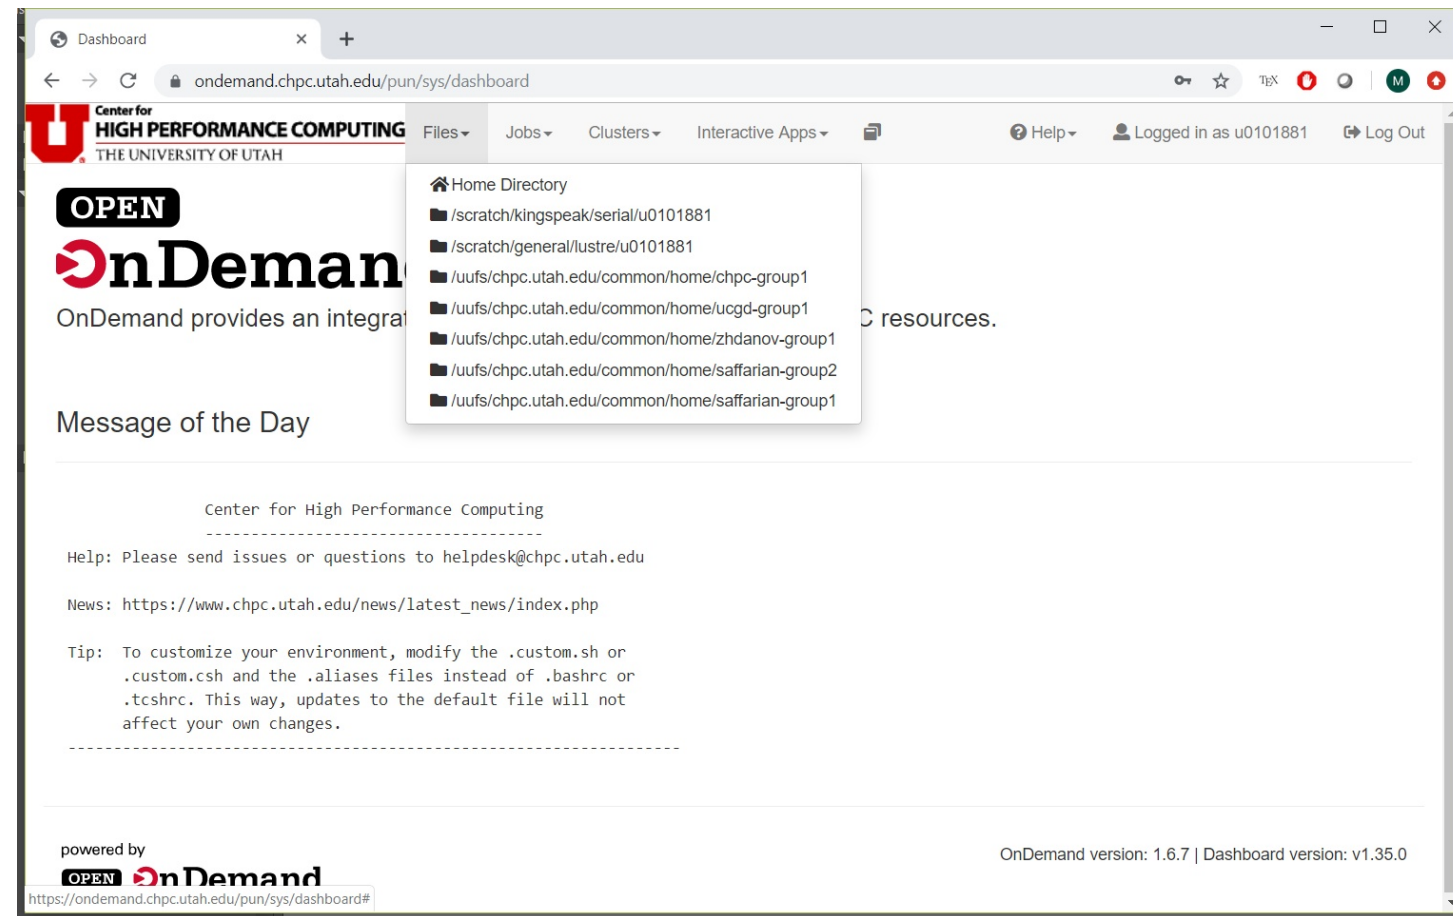 Dashboard
ondemand.chpc.utah.edu/pun/sys/dashboard
TEX
M
Center for
HIGH PERFORMANCE COMPUTING
THE UNIVERSITY OF UTAH
Files Jobs Clusters Interactive Apps Help Logged in as u0101881 Log Out
Home Directory
/scratch/kingspeak/serial/u0101881
/scratch/general/lustre/u0101881
/uufs/chpc.utah.edu/common/home/chpc-group1
/uufs/chpc.utah.edu/common/home/ucgd-group1
/uufs/chpc.utah.edu/common/home/zhdanov-group1
/uufs/chpc.utah.edu/common/home/saffarian-group2
/uufs/chpc.utah.edu/common/home/saffarian-group1
OPEN
OnDeman
OnDemand provides an integra C resources.
Message of the Day
Center for High Performance Computing
-------------------------------------
Help: Please send issues or questions to helpdesk@chpc.utah.edu
News: https://www.chpc.utah.edu/news/latest_news/index.php
Tip: To customize your environment, modify the .custom.sh or
.custom.csh and the .aliases files instead of .bashrc or
.tcshrc. This way, updates to the default file will not
affect your own changes.
--------------------------------------------------------------------
powered by
OPEN OnDemand
OnDemand version: 1.6.7 | Dashboard version: v1.35.0
https://ondemand.chpc.utah.edu/pun/sys/dashboard#